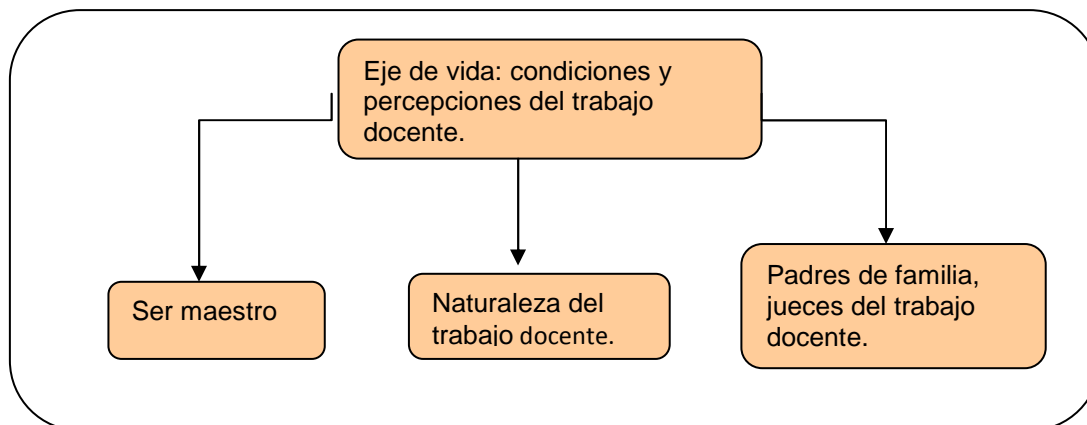 Eje de vida: condiciones y
percepciones del trabajo
docente.
Ser maestro
Naturaleza del
trabajo docente.
Padres de familia,
jueces del trabajo
docente.